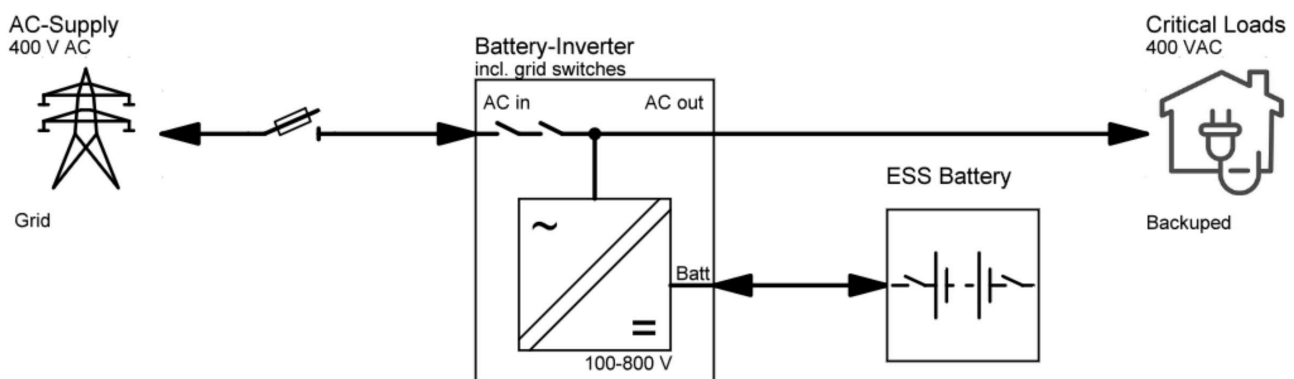 AC-Supply
400 V AC
Grid
Battery-Inverter
incl. grid switches
AC in
AC out
~
=
Batt
100-800 V
ESS Battery
Critical Loads
400 VAC
Backuped